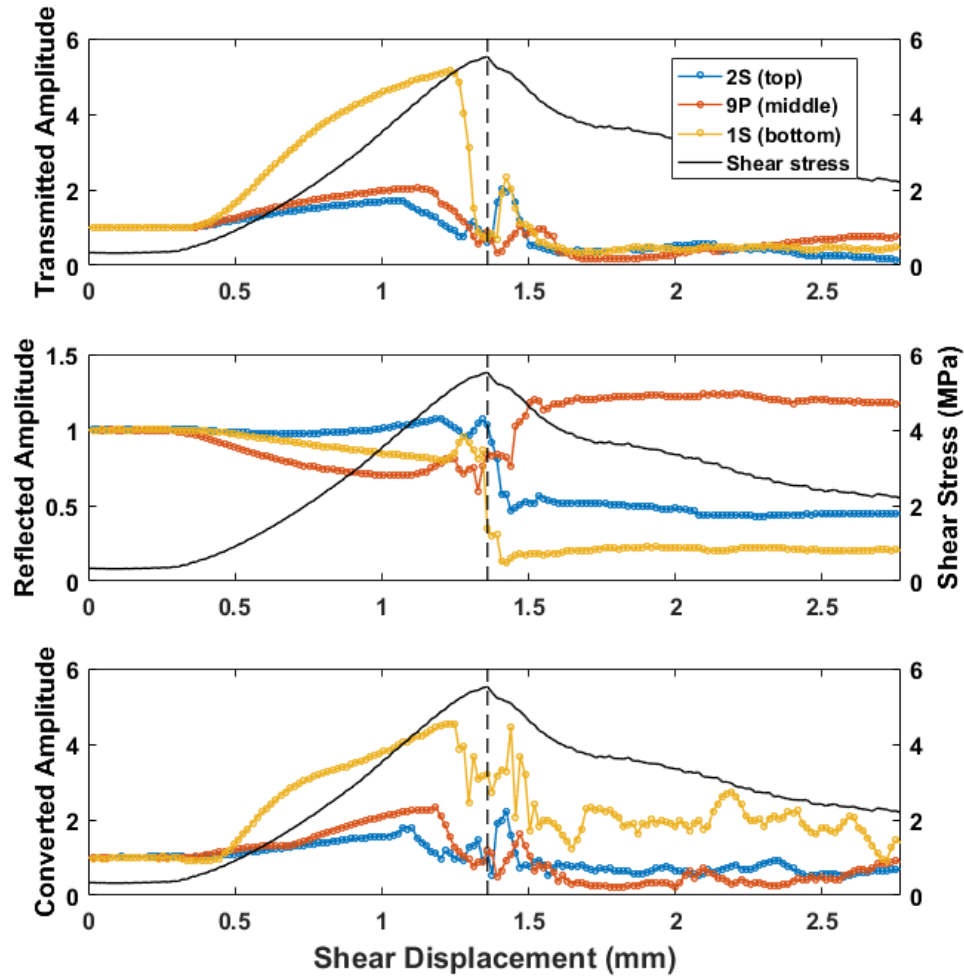 Transmitted Amplitude
6
4
2
0
6
4
2
0
2S (top)
9P (middle)
1S (bottom)
Shear stress
0 0.5 1 1.5 2 2.5
Reflected Amplitude
1.5
1
0.5
0
6
4
2
0
Shear Stress (MPa)
0 0.5 1 1.5 2 2.5
Converted Amplitude
6
4
2
0
6
4
2
0
0 0.5 1 1.5 2 2.5
Shear Displacement (mm)